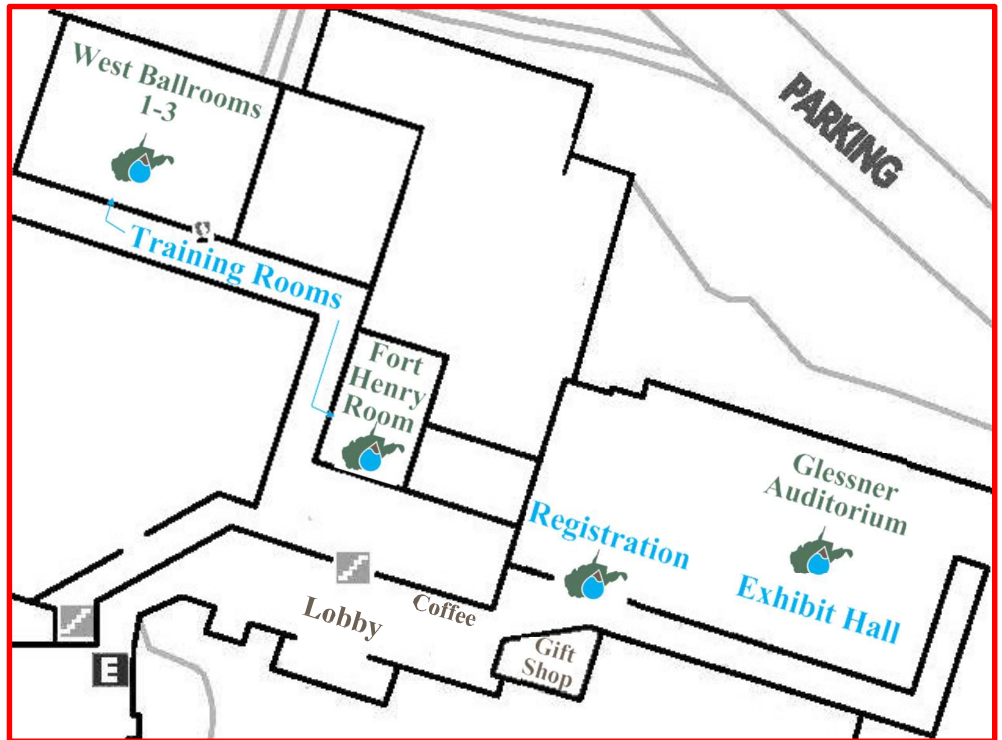 West Ballrooms
1-3
PARKING
Training Rooms
Fort
Henry
Room
Glessner
Auditorium
Registration
Exhibit Hall
Lobby
Coffee
Gift
Shop
E